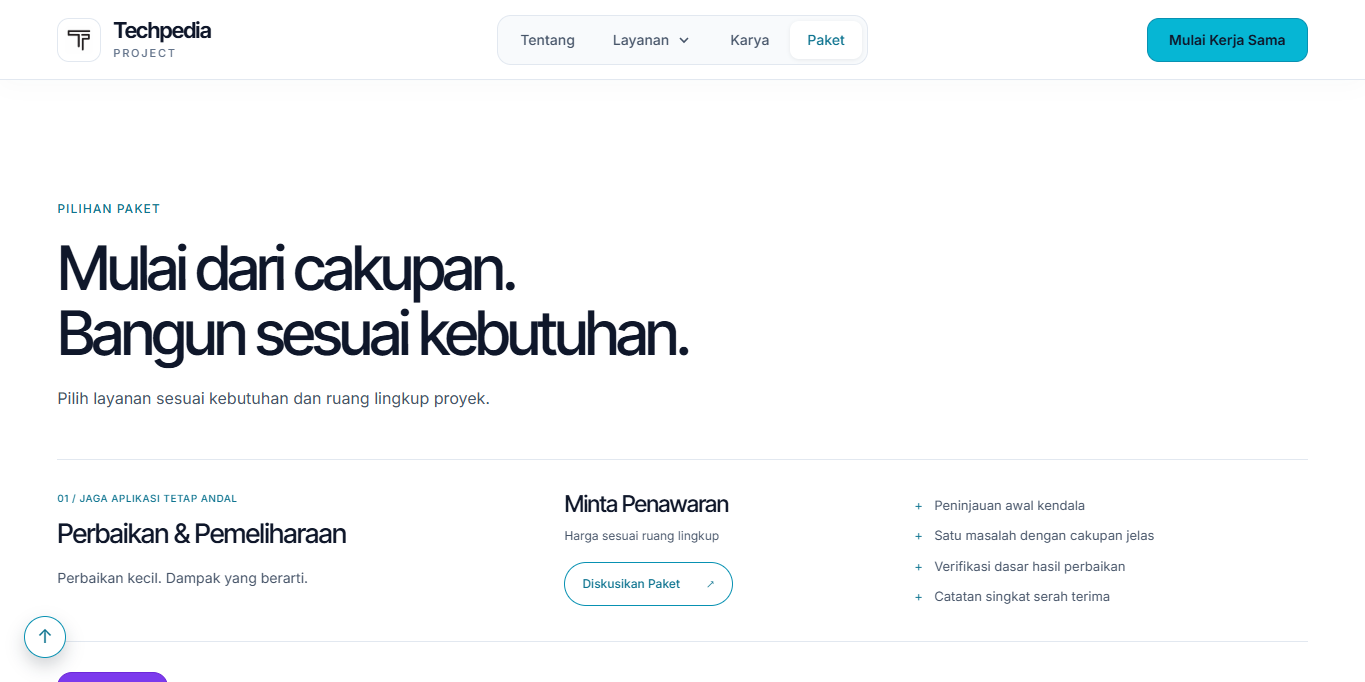 Techpedia
PROJECT
Tentang
Layanan
Karya
Paket
Mulai Kerja Sama
PILIHAN PAKET
Mulai dari cakupan.
Bangun sesuai kebutuhan.
Pilih layanan sesuai kebutuhan dan ruang lingkup proyek.
01 / JAGA APLIKASI TETAP ANDAL
Perbaikan & Pemeliharaan
Perbaikan kecil. Dampak yang berarti.
Minta Penawaran
Harga sesuai ruang lingkup
Diskusikan Paket ↗
+ Peninjauan awal kendala
+ Satu masalah dengan cakupan jelas
+ Verifikasi dasar hasil perbaikan
+ Catatan singkat serah terima